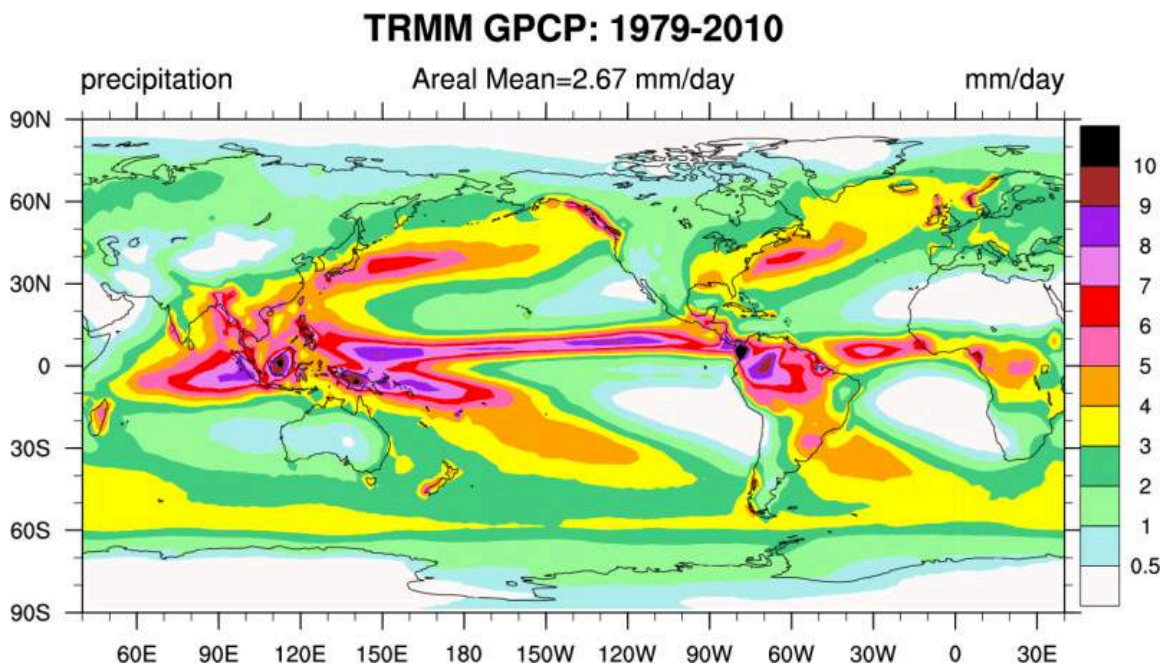 TRMM GPCP: 1979-2010
precipitation Areal Mean=2.67 mm/day mm/day
90N
60N
30N
0
30S
60S
90S
60E 90E 120E 150E 180 150W 120W 90W 60W 30W 0 30E
10
9
8
7
6
5
4
3
2
1
0.5